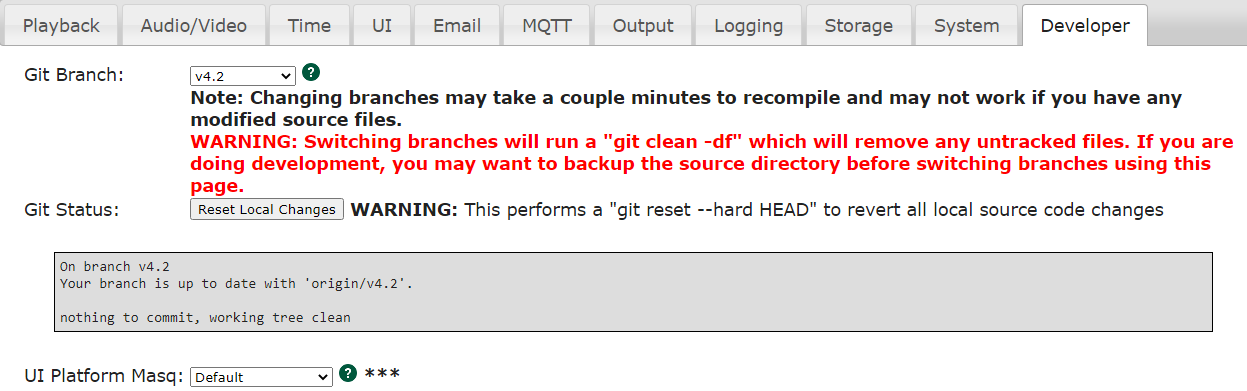 Playback Audio/Video Time UI Email MQTT Output Logging Storage System Developer
Git Branch: v4.2 ?
Note: Changing branches may take a couple minutes to recompile and may not work if you have any
modified source files.
WARNING: Switching branches will run a "git clean -df" which will remove any untracked files. If you are
doing development, you may want to backup the source directory before switching branches using this
page.
Git Status: Reset Local Changes WARNING: This performs a "git reset --hard HEAD" to revert all local source code changes
On branch v4.2
Your branch is up to date with 'origin/v4.2'.
nothing to commit, working tree clean
UI Platform Masq: Default ? ***